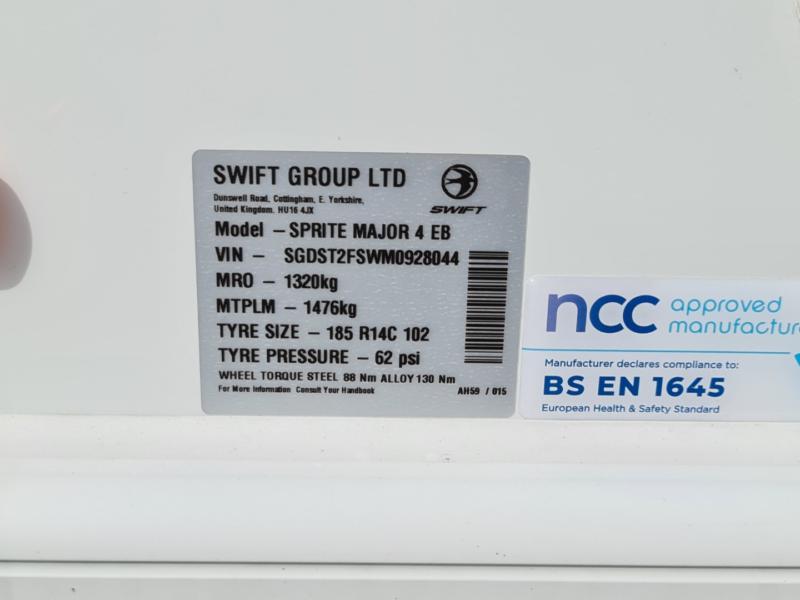 SWIFT GROUP LTD
Dunswell Road, Cottingham, E. Yorkshire,
United Kingdom. HU16 4JX
SWIFT
Model - SPRITE MAJOR 4 EB
VIN - SGDST2FSWM0928044
MRO - 1320kg
MTPLM - 1476kg
TYRE SIZE - 185 R14C 102
TYRE PRESSURE - 62 psi
WHEEL TORQUE STEEL 88 Nm ALLOY 130 Nm
For More Information Consult Your Handbook
AH59 / 015
ncc approved
manufacture
Manufacturer declares compliance to:
BS EN 1645
European Health & Safety Standard